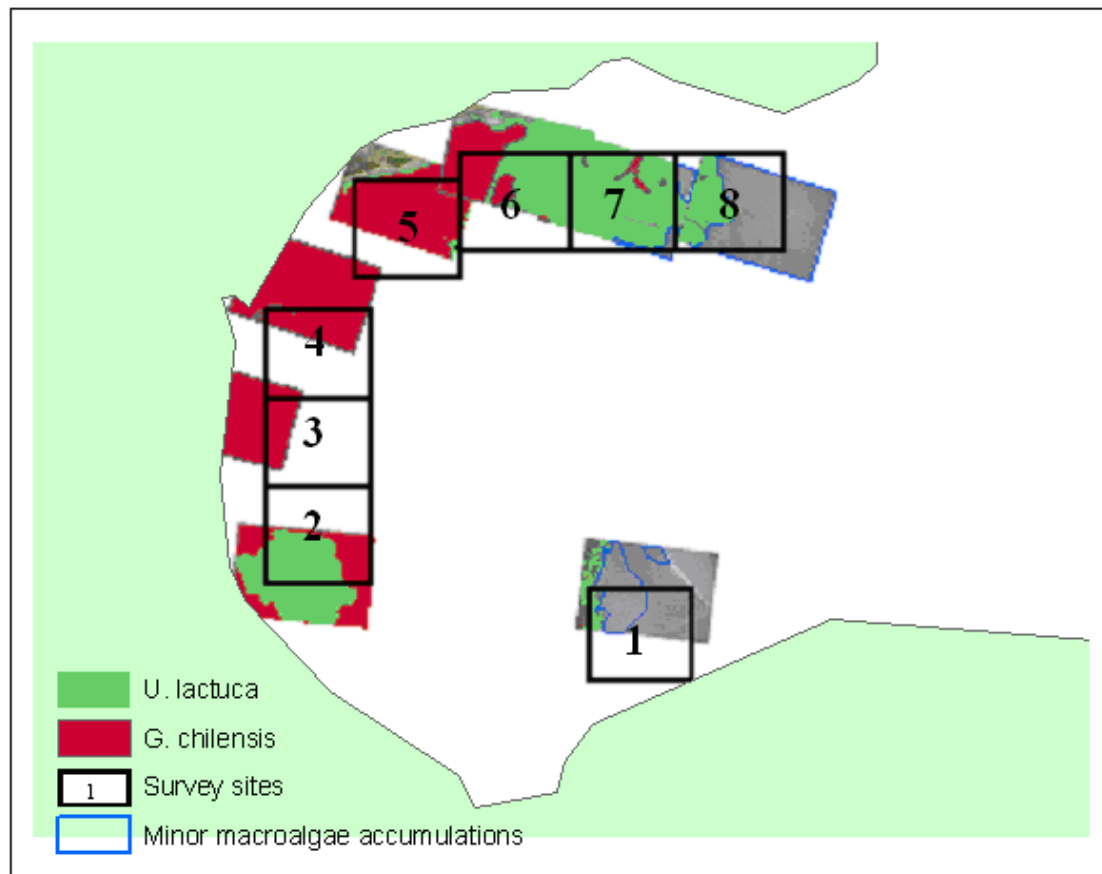 5
6
7
8
4
3
2
1
U. lactuca
G. chilensis
1 Survey sites
Minor macroalgae accumulations